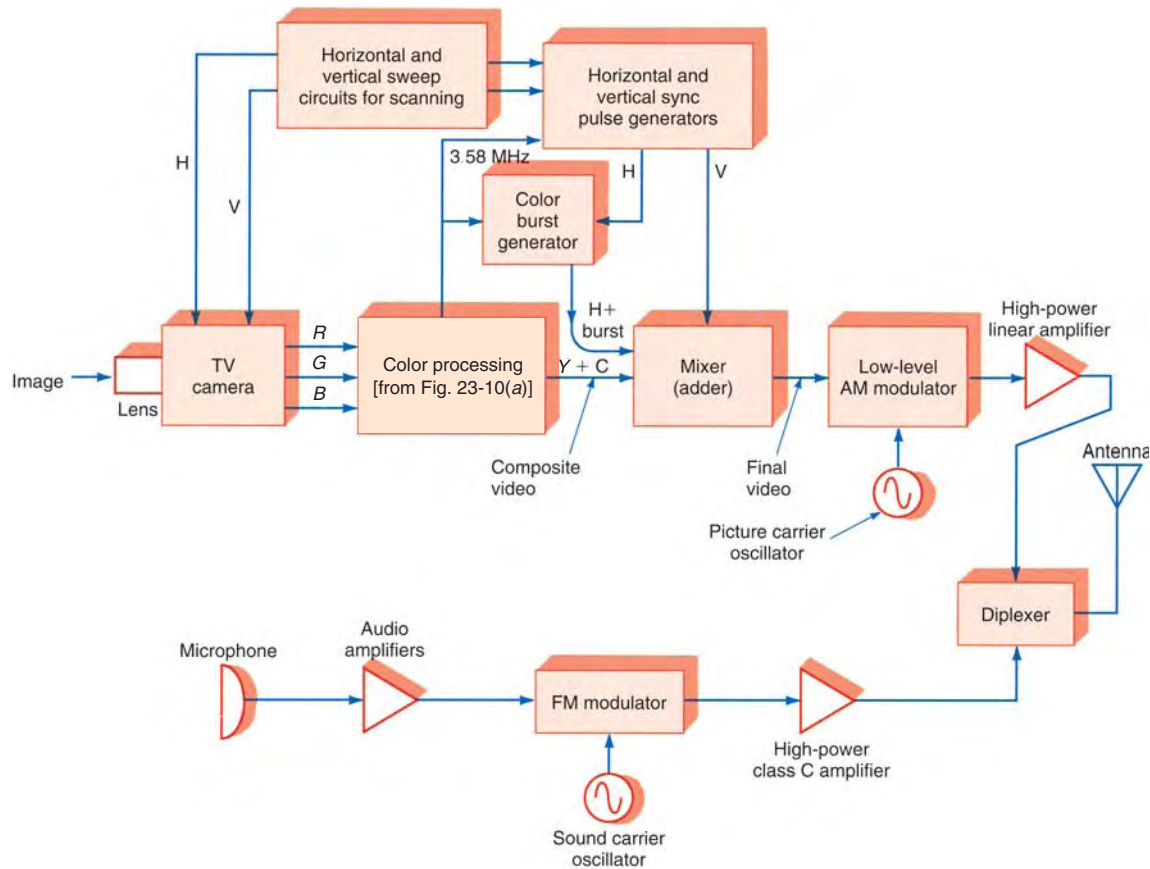 Horizontal and
vertical sweep
circuits for scanning
Horizontal and
vertical sync
pulse generators
H
V
3.58 MHz
H
V
Color
burst
generator
H+
burst
High-power
linear amplifier
Image
Lens
TV
camera
R
G
B
Color processing
[from Fig. 23-10(a)]
Y + C
Mixer
(adder)
Low-level
AM modulator
Composite
video
Final
video
Picture carrier
oscillator
Antenna
Diplexer
Microphone
Audio
amplifiers
FM modulator
High-power
class C amplifier
Sound carrier
oscillator